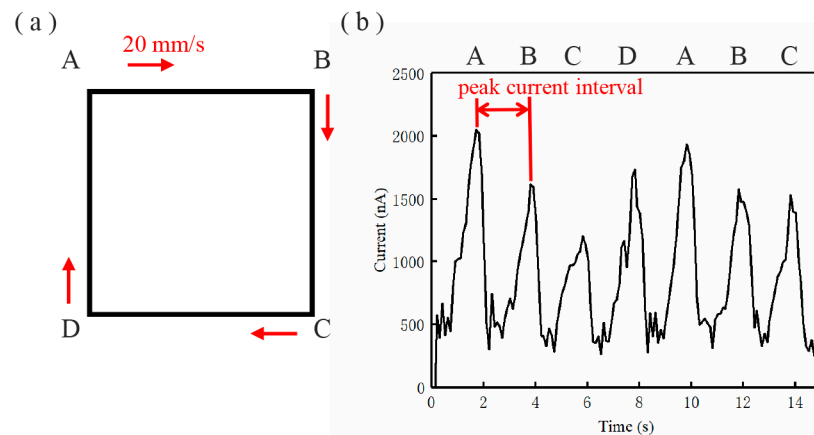 ( a )
20 mm/s
A
B
D
C
( b )
A B C D A B C
2500
peak current interval
2000
1500
1000
500
0
Current (nA)
0 2 4 6 8 10 12 14
Time (s)